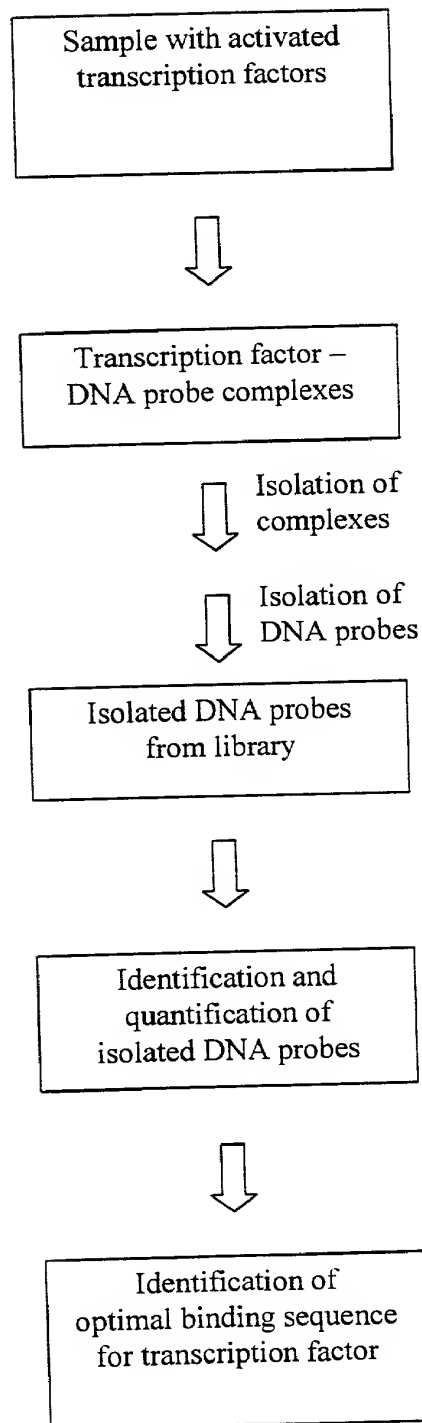 Sample with activated
transcription factors
Transcription factor –
DNA probe complexes
Isolation of
complexes
Isolation of
DNA probes
Isolated DNA probes
from library
Identification and
quantification of
isolated DNA probes
Identification of
optimal binding sequence
for transcription factor